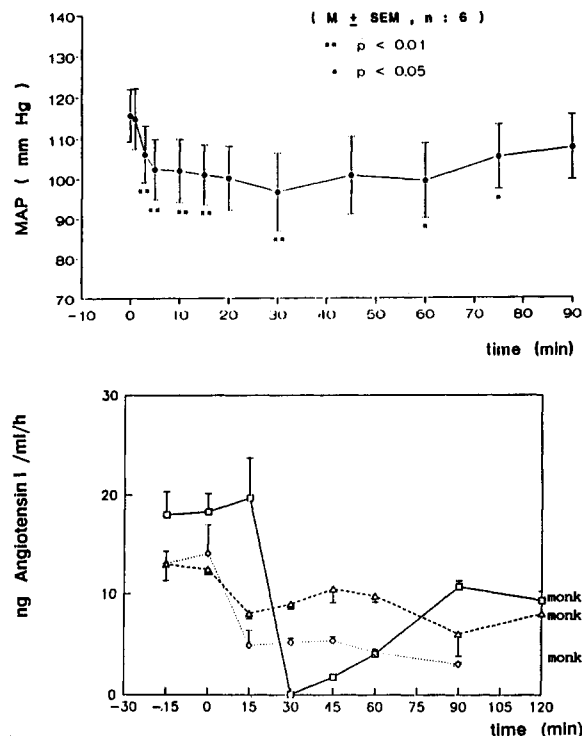 ( M ± SEM , n : 6 )
** p < 0.01
* p < 0.05
MAP ( mm Hg )
120
110
100
90
80
70
-10 0 10 20 30 40 50 60 70 80 90
** ** ** ** ** * *
time (min)
ng Angiotensin I /ml/h
30
20
10
0
monk
monk
monk
-30 -15 0 15 30 45 60 75 90 105 120
time (min)